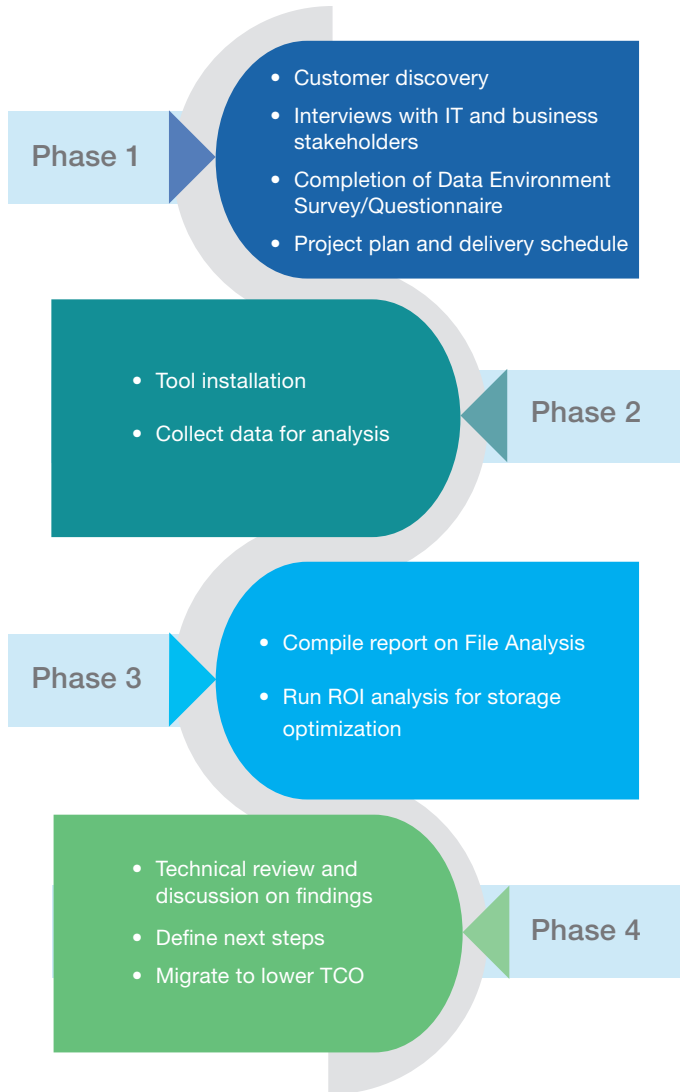 Phase 1
• Customer discovery
• Interviews with IT and business
stakeholders
• Completion of Data Environment
Survey/Questionnaire
• Project plan and delivery schedule
Phase 2
• Tool installation
• Collect data for analysis
Phase 3
• Compile report on File Analysis
• Run ROI analysis for storage
optimization
Phase 4
• Technical review and
discussion on findings
• Define next steps
• Migrate to lower TCO